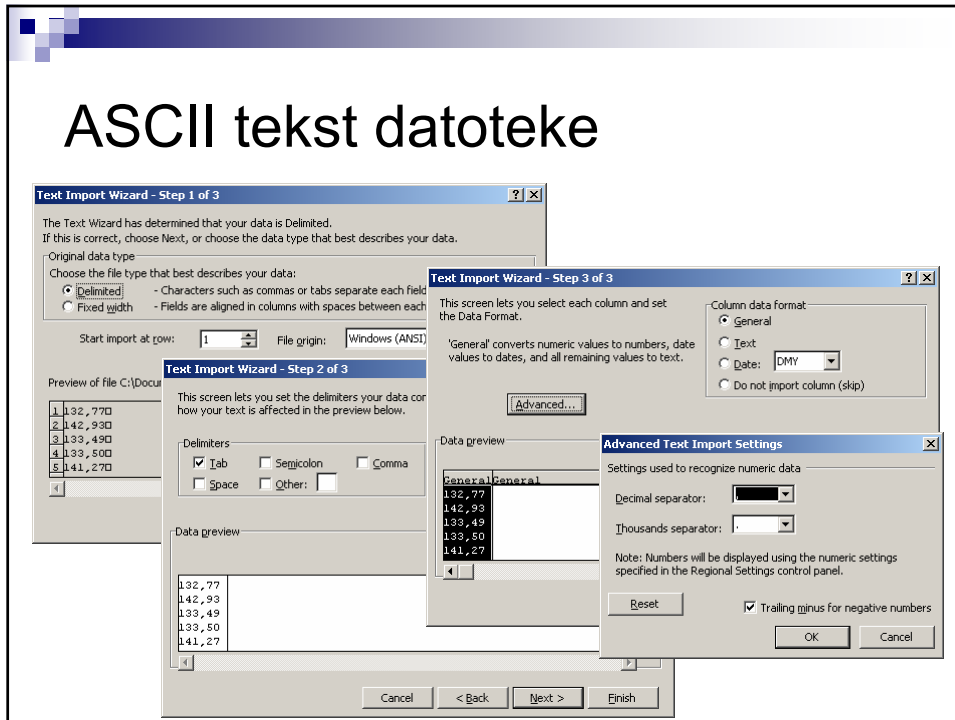 ASCII tekst datoteke
Text Import Wizard - Step 1 of 3
The Text Wizard has determined that your data is Delimited.
If this is correct, choose Next, or choose the data type that best describes your data.
Original data type
Choose the file type that best describes your data:
Delimited - Characters such as commas or tabs separate each field
Fixed width - Fields are aligned in columns with spaces between each
Start import at row: 1 File origin: Windows (ANSI)
Preview of file C:\Docu
1 132,77□
2 142,93□
3 133,49□
4 133,50□
5 141,27□
Text Import Wizard - Step 2 of 3
This screen lets you set the delimiters your data con
how your text is affected in the preview below.
Delimiters
Tab Semicolon Comma
Space Other:
Data preview
132,77
142,93
133,49
133,50
141,27
Cancel < Back Next > Finish
Text Import Wizard - Step 3 of 3
This screen lets you select each column and set
the Data Format.
'General' converts numeric values to numbers, date
values to dates, and all remaining values to text.
Advanced...
Column data format
General
Text
Date: DMY
Do not import column (skip)
Data preview
General General
132,77
142,93
133,49
133,50
141,27
Advanced Text Import Settings
Settings used to recognize numeric data
Decimal separator:
Thousands separator: .
Note: Numbers will be displayed using the numeric settings
specified in the Regional Settings control panel.
Reset Trailing minus for negative numbers
OK Cancel